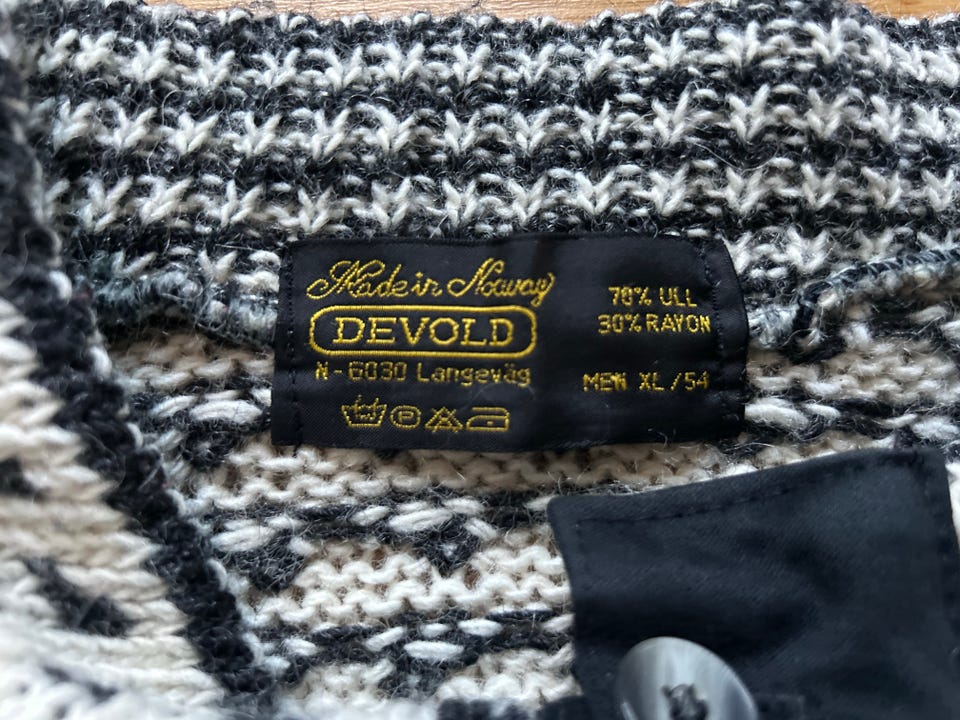 Made in Norway
DEVOLD
N-6030 Langevåg
P
70% ULL
30% RAYON
MEN XL/54